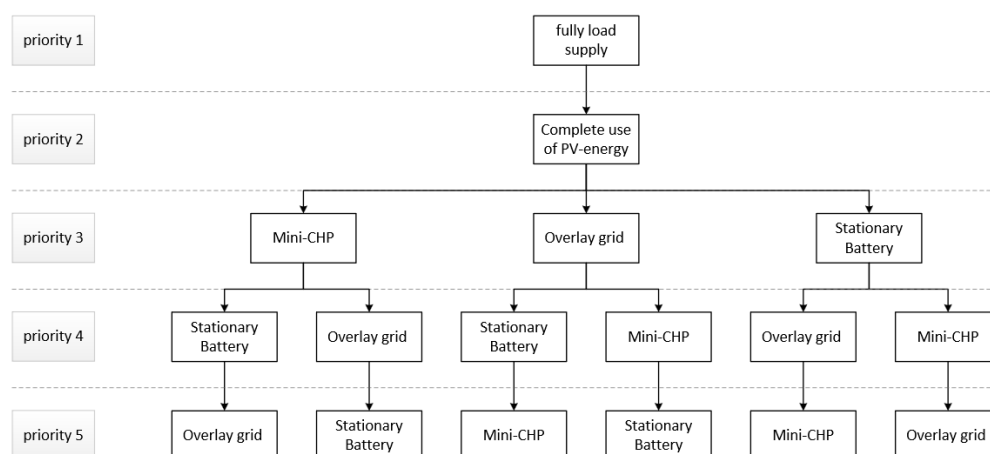 priority 1
fully load
supply
priority 2
Complete use
of PV-energy
priority 3
Mini-CHP
Overlay grid
Stationary
Battery
priority 4
Stationary
Battery
Overlay grid
Stationary
Battery
Mini-CHP
Overlay grid
Mini-CHP
priority 5
Overlay grid
Stationary
Battery
Mini-CHP
Stationary
Battery
Mini-CHP
Overlay grid